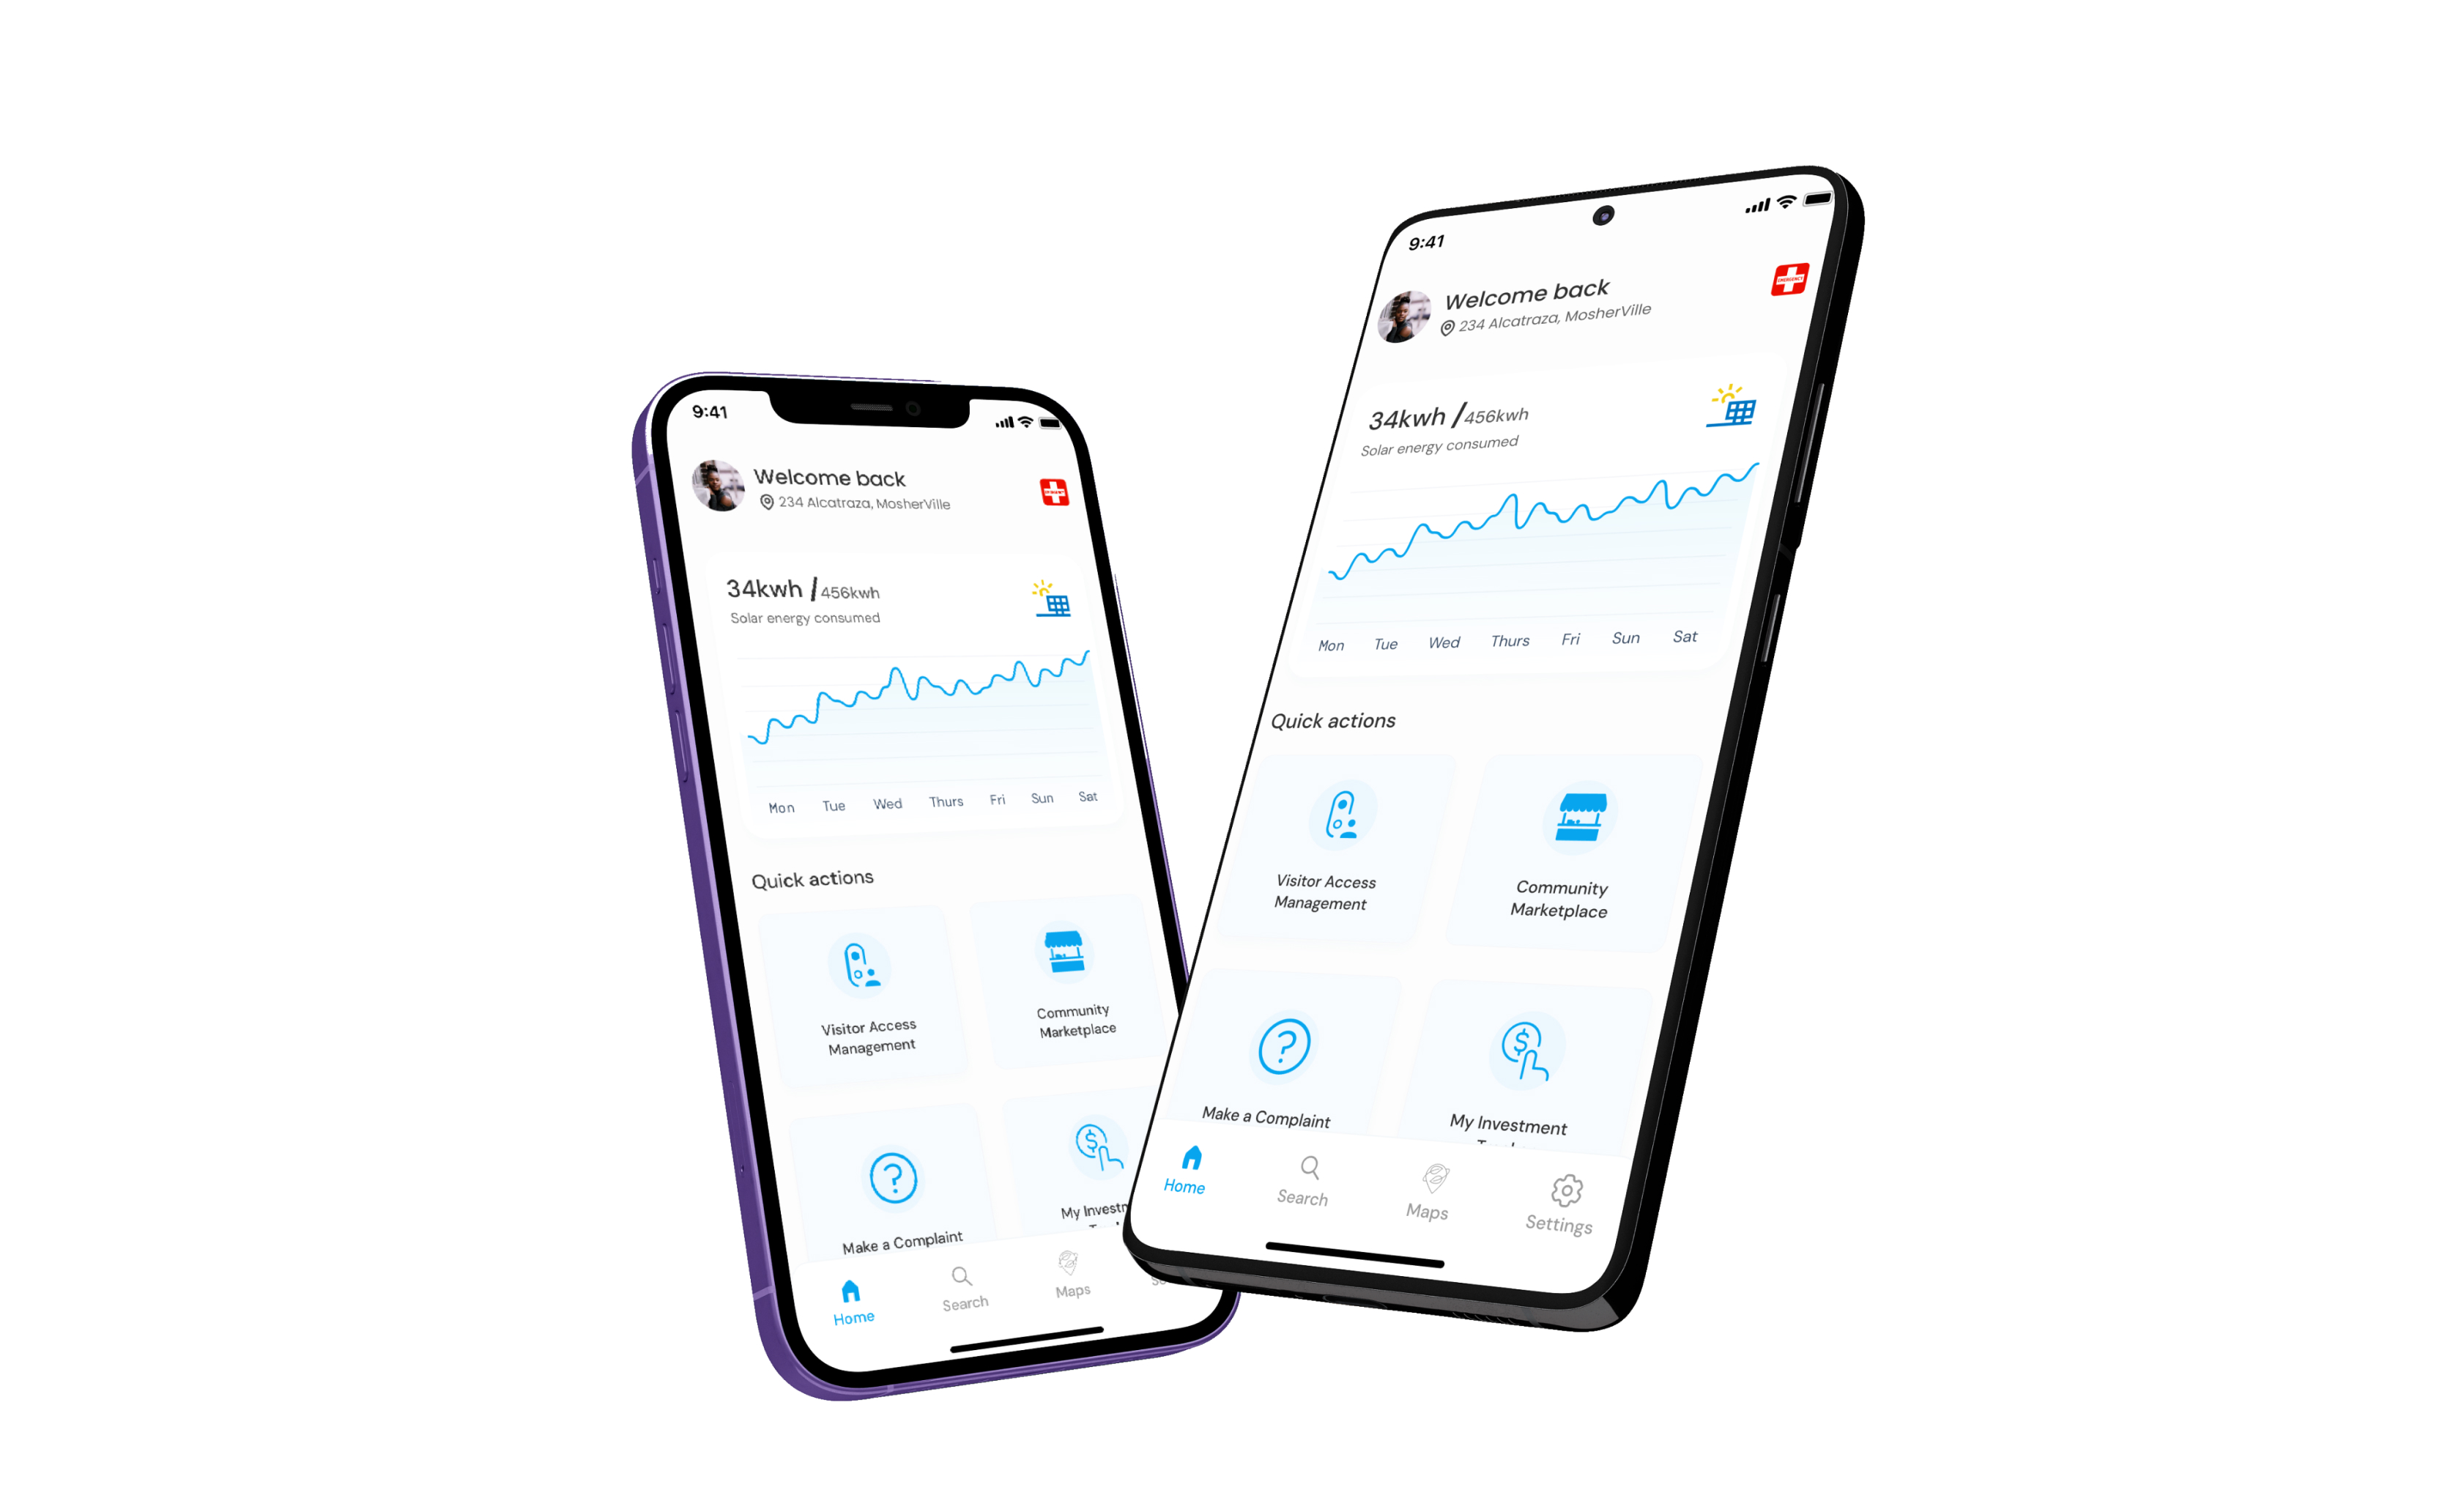 9:41
Welcome back
234 Alcatraza, MosherVille
34kwh /456kwh
Solar energy consumed
Mon Tue Wed Thurs Fri Sun Sat
Quick actions
Visitor Access
Management
Community
Marketplace
Make a Complaint
My Investm
Home
Search
Maps
9:41
EMERGENCY
Welcome back
234 Alcatraza, MosherVille
34kwh /456kwh
Solar energy consumed
Mon Tue Wed Thurs Fri Sun Sat
Quick actions
Visitor Access
Management
Community
Marketplace
Make a Complaint
My Investment
Home
Search
Maps
Settings